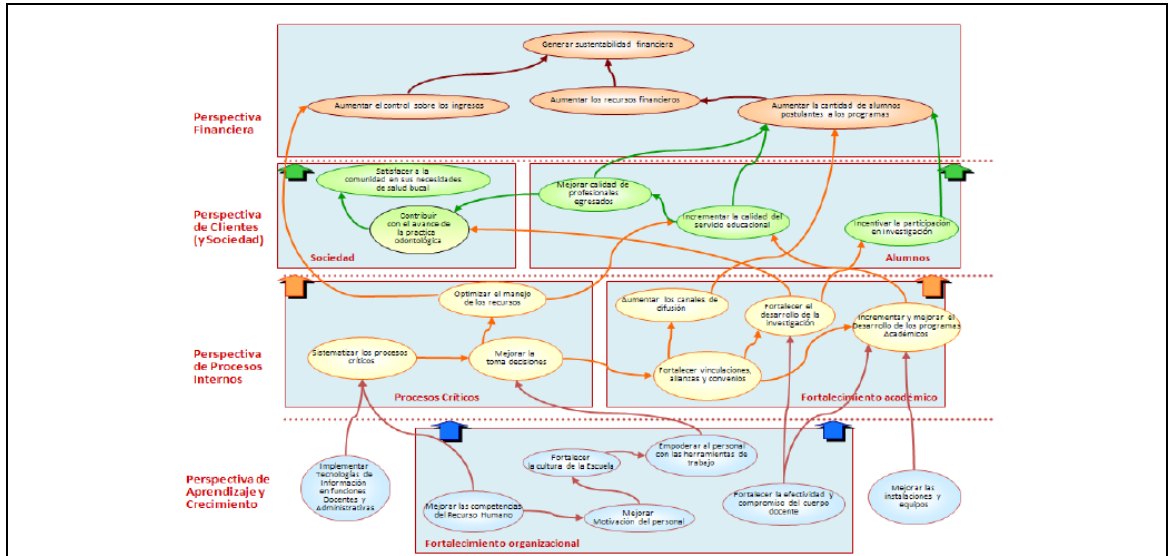 Generar sustentabilidad financiera
Aumentar el control sobre los ingresos
Aumentar los recursos financieros
Aumentar la cantidad de alumnos
postulantes a los programas
Perspectiva
Financiera
Satisfacer a la
comunidad en sus necesidades
de salud bucal
Mejorar calidad de
profesionales
egresados
Contribuir
con el avance de
la practica
odontológica
Incrementar la calidad del
servicio educacional
Incentivar la participación
en investigación
Perspectiva
de Clientes
(y Sociedad)
Sociedad
Alumnos
Optimizar el manejo
de los recursos
Aumentar los canales de
difusión
Fortalecer el
desarrollo de la
investigación
Incrementar y mejorar el
Desarrollo de los programas
Académicos
Sistematizar los procesos
críticos
Mejorar la
toma decisiones
Fortalecer vinculaciones,
alianzas y convenios
Perspectiva
de Procesos
Internos
Procesos Críticos
Fortalecimiento académico
Implementar
Tecnologías de
Información
en funciones
Docentes y
Administrativas
Fortalecer
la cultura de la Escuela
Empoderar al personal
con las herramientas de
trabajo
Mejorar las competencias
del Recurso Humano
Mejorar
Motivacion del personal
Fortalecer la efectividad y
compromiso del cuerpo
docente
Mejorar las
instalaciones y
equipos
Perspectiva de
Aprendizaje y
Crecimiento
Fortalecimiento organizacional